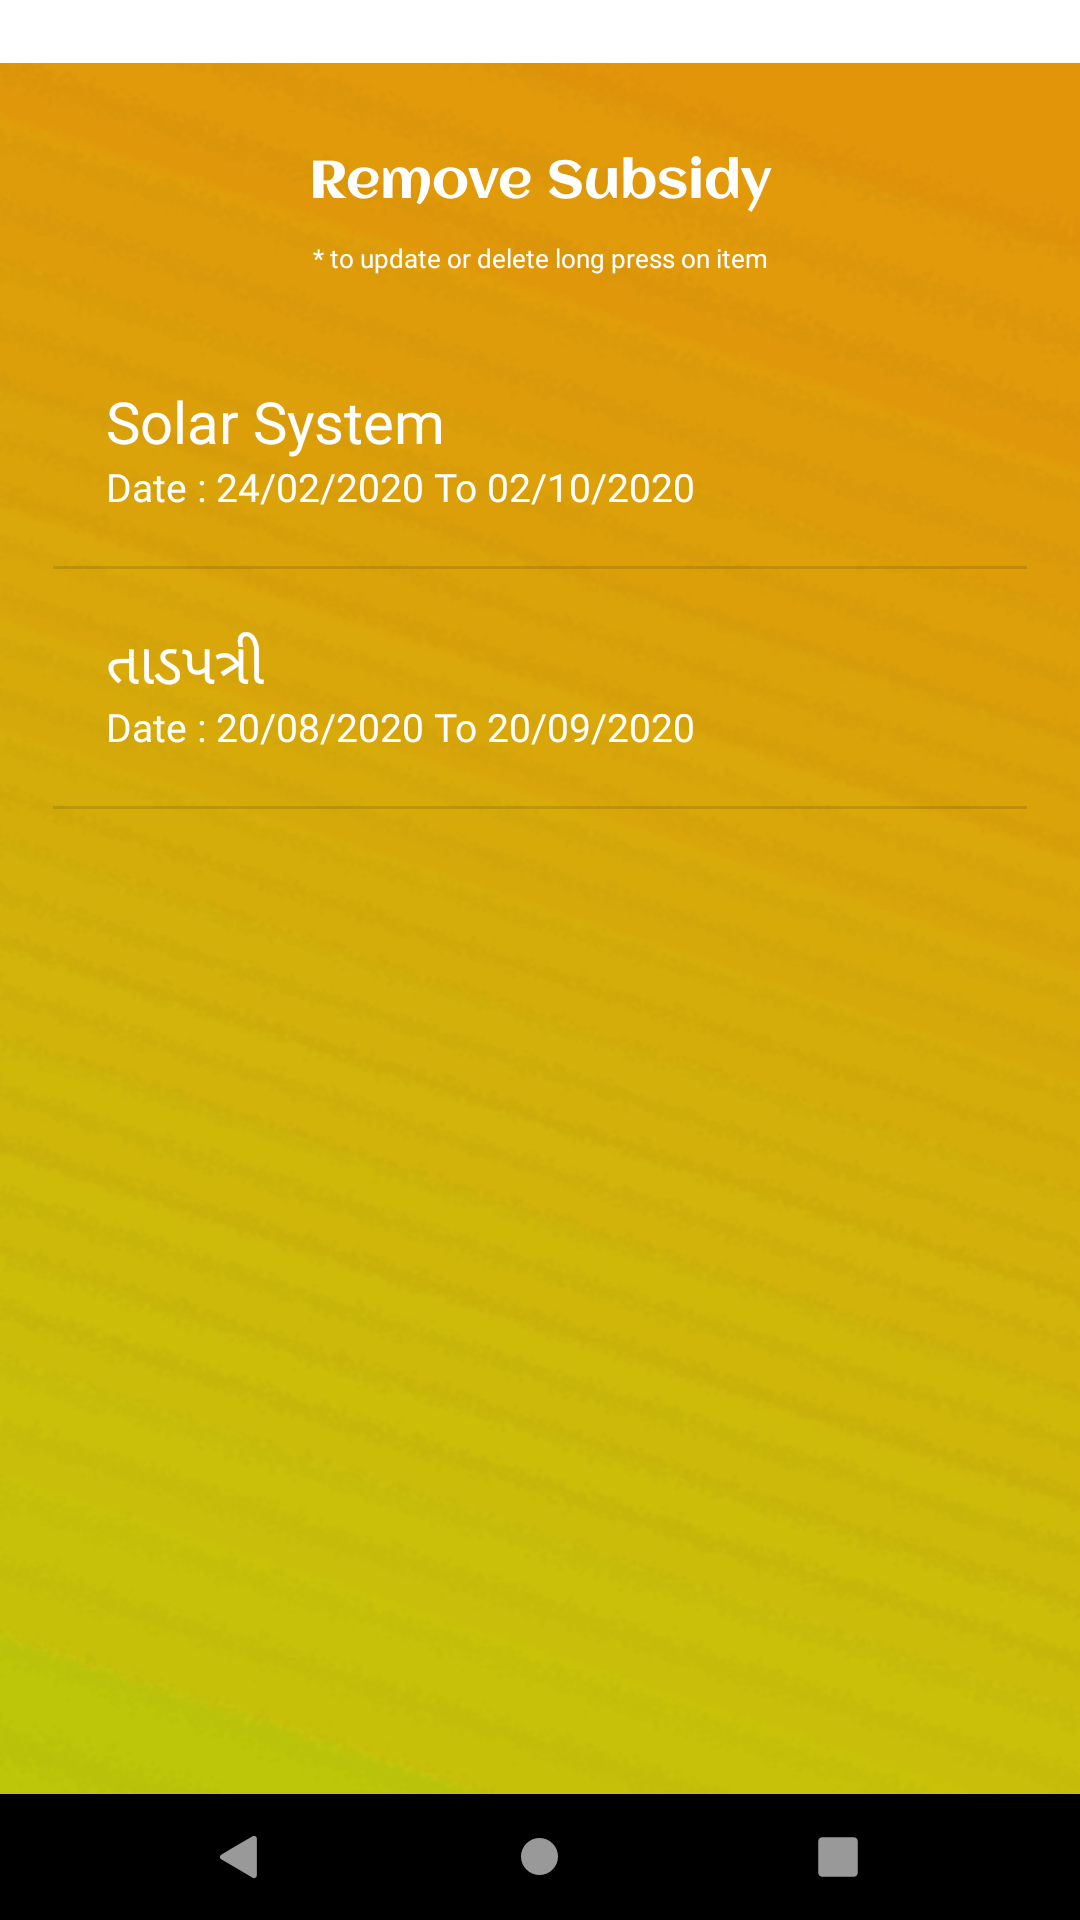 Remove Subsidy
* to update or delete long press on item
Solar System
Date : 24/02/2020 To 02/10/2020
તાડપત્રી
Date : 20/08/2020 To 20/09/2020